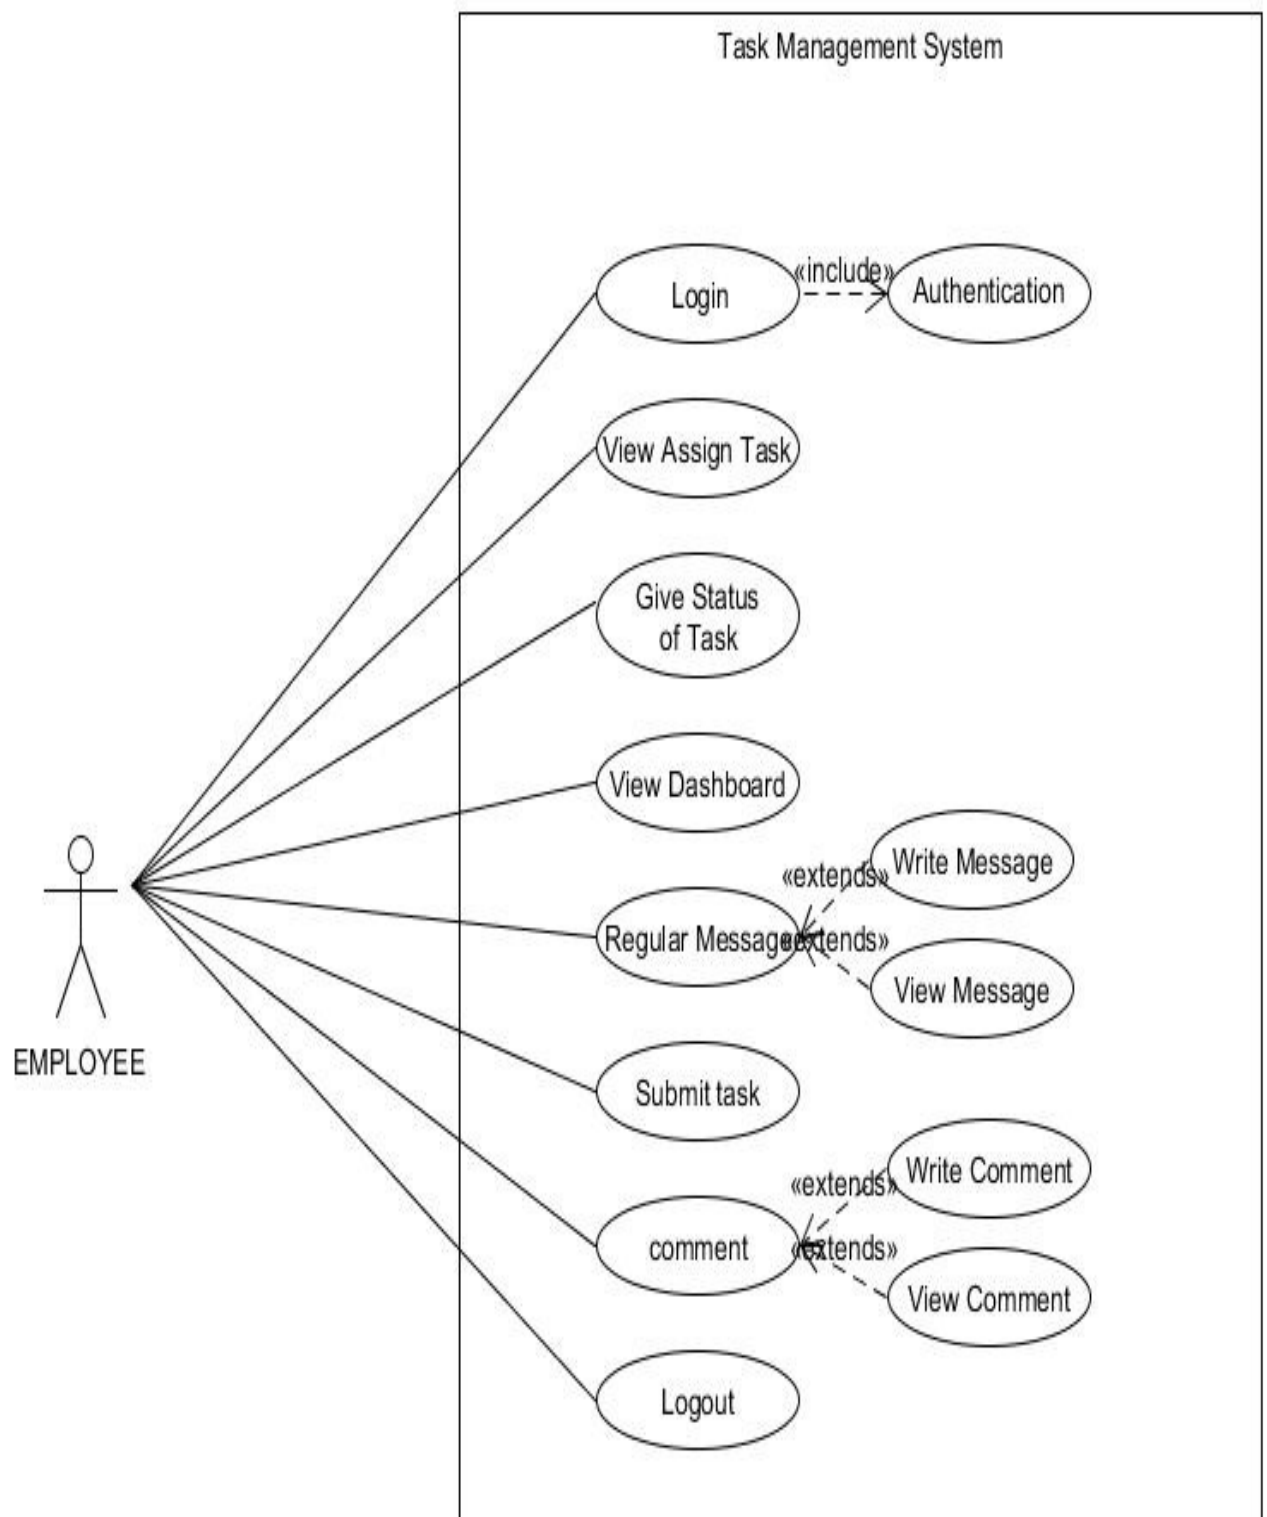 Task Management System
Login
«include»
Authentication
View Assign Task
Give Status
of Task
View Dashboard
Write Message
«extends»
Regular Message
«extends»
View Message
EMPLOYEE
Submit task
Write Comment
«extends»
comment
«extends»
View Comment
Logout